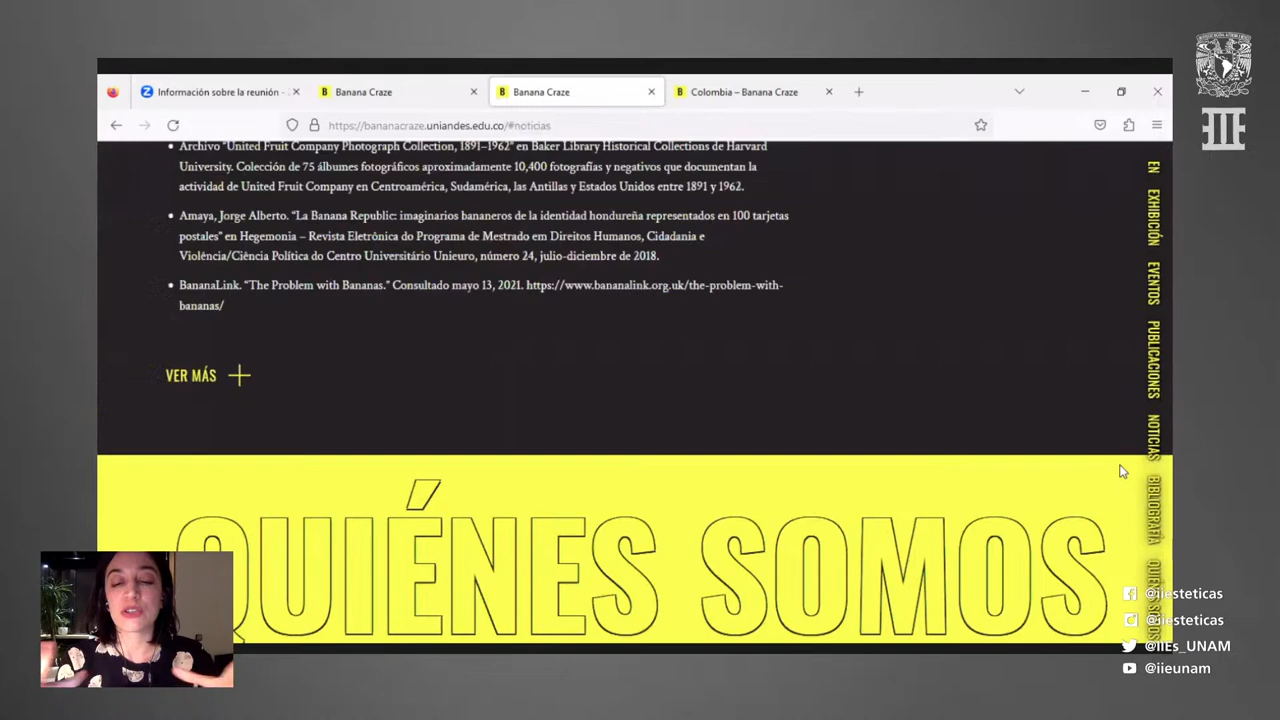 Información sobre la reunión -
Banana Craze
Banana Craze
Colombia – Banana Craze
https://bananacraze.uniandes.edu.co/#noticias
• Archivo “United Fruit Company Photograph Collection, 1891–1962” en Baker Library Historical Collections de Harvard
University. Colección de 75 álbumes fotográficos aproximadamente 10,400 fotografías y negativos que documentan la
actividad de United Fruit Company en Centroamérica, Sudamérica, las Antillas y Estados Unidos entre 1891 y 1962.
• Amaya, Jorge Alberto. “La Banana Republic: imaginarios bananeros de la identidad hondureña representados en 100 tarjetas
postales” en Hegemonia – Revista Eletrônica do Programa de Mestrado em Direitos Humanos, Cidadania e
Violência/Ciência Política do Centro Universitário Unieuro, número 24, julio-diciembre de 2018.
• BananaLink. “The Problem with Bananas.” Consultado mayo 13, 2021. https://www.bananalink.org.uk/the-problem-with-
bananas/
VER MÁS
QUIÉNES SOMOS
EN
EXHIBICIÓN
EVENTOS
PUBLICACIONES
NOTICIAS
BIBLIOGRAFÍA
QUIÉNES SOMOS
@iiesteticas
@iiesteticas
@IIEs_UNAM
@iieunam